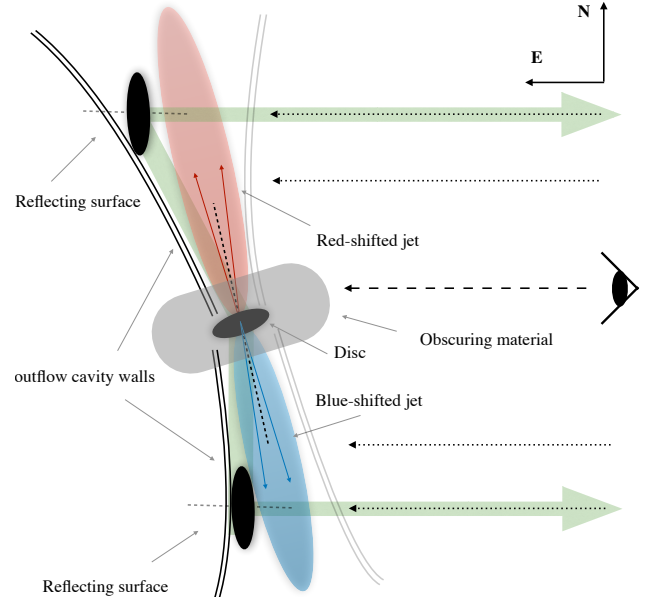 N
E
Reflecting surface
Red-shifted jet
Obscuring material
Disc
outflow cavity walls
Blue-shifted jet
Reflecting surface